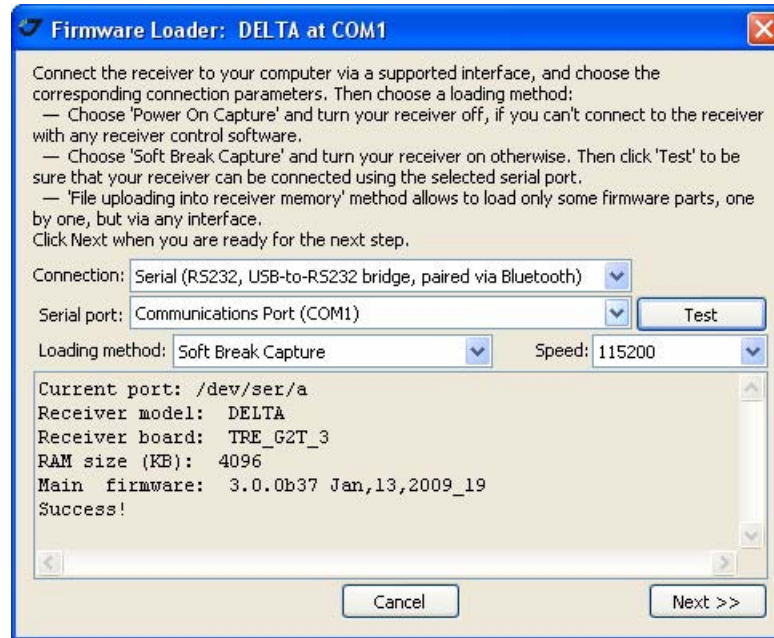 Firmware Loader: DELTA at COM1
Connect the receiver to your computer via a supported interface, and choose the
corresponding connection parameters. Then choose a loading method:
— Choose 'Power On Capture' and turn your receiver off, if you can't connect to the receiver
with any receiver control software.
— Choose 'Soft Break Capture' and turn your receiver on otherwise. Then click 'Test' to be
sure that your receiver can be connected using the selected serial port.
— 'File uploading into receiver memory' method allows to load only some firmware parts, one
by one, but via any interface.
Click Next when you are ready for the next step.
Connection: Serial (RS232, USB-to-RS232 bridge, paired via Bluetooth)
Serial port: Communications Port (COM1) Test
Loading method: Soft Break Capture Speed: 115200
Current port: /dev/ser/a
Receiver model: DELTA
Receiver board: TRE_G2T_3
RAM size (KB): 4096
Main firmware: 3.0.0b37 Jan,13,2009_19
Success!
Cancel Next >>